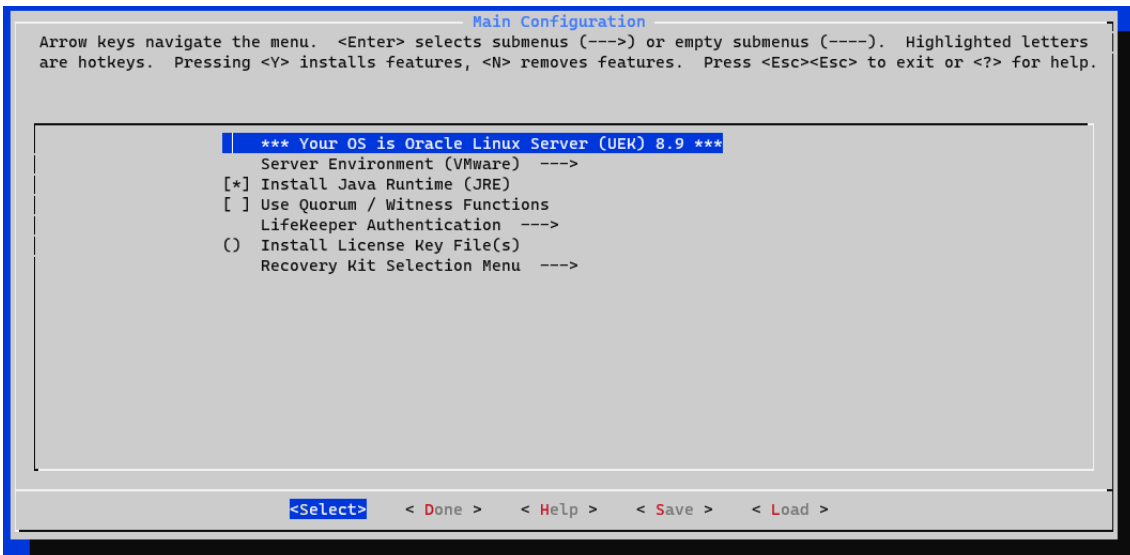 Main Configuration
Arrow keys navigate the menu.  <Enter> selects submenus (--->) or empty submenus (----).  Highlighted letters
are hotkeys.  Pressing <Y> installs features, <N> removes features.  Press <Esc><Esc> to exit or <?> for help.
*** Your OS is Oracle Linux Server (UEK) 8.9 ***
Server Environment (VMware)  --->
[*] Install Java Runtime (JRE)
[ ] Use Quorum / Witness Functions
LifeKeeper Authentication  --->
()  Install License Key File(s)
Recovery Kit Selection Menu  --->
<Select>    < Done >    < Help >    < Save >    < Load >